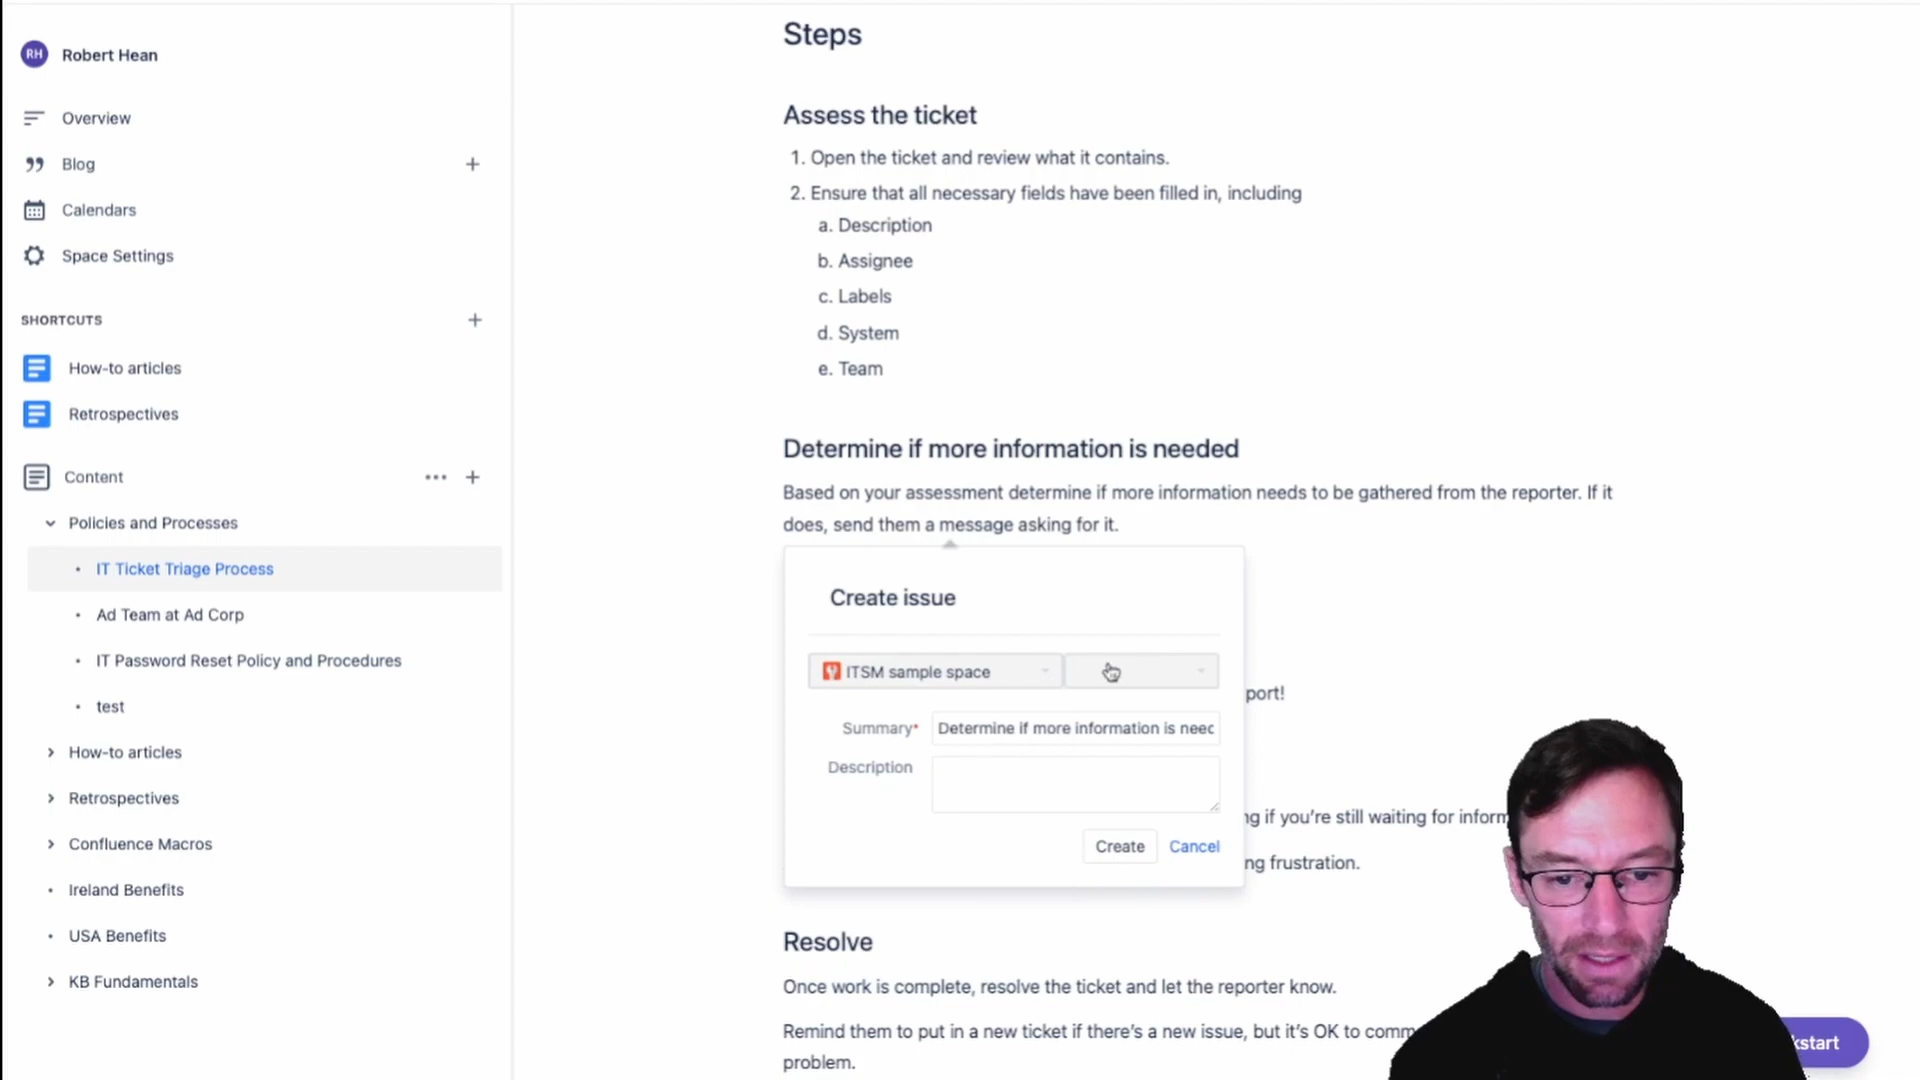 RH Robert Hean
Overview
Blog
Calendars
Space Settings
SHORTCUTS
How-to articles
Retrospectives
Content
Policies and Processes
IT Ticket Triage Process
Ad Team at Ad Corp
IT Password Reset Policy and Procedures
test
How-to articles
Retrospectives
Confluence Macros
Ireland Benefits
USA Benefits
KB Fundamentals
Steps
Assess the ticket
1. Open the ticket and review what it contains.
2. Ensure that all necessary fields have been filled in, including
a. Description
b. Assignee
c. Labels
d. System
e. Team
Determine if more information is needed
Based on your assessment determine if more information needs to be gathered from the reporter. If it
does, send them a message asking for it.
Create issue
ITSM sample space
Summary*
Determine if more information is need
Description
Create Cancel
port!
ng if you're still waiting for inform
ng frustration.
Resolve
Once work is complete, resolve the ticket and let the reporter know.
Remind them to put in a new ticket if there's a new issue, but it's OK to comm
problem.
kstart